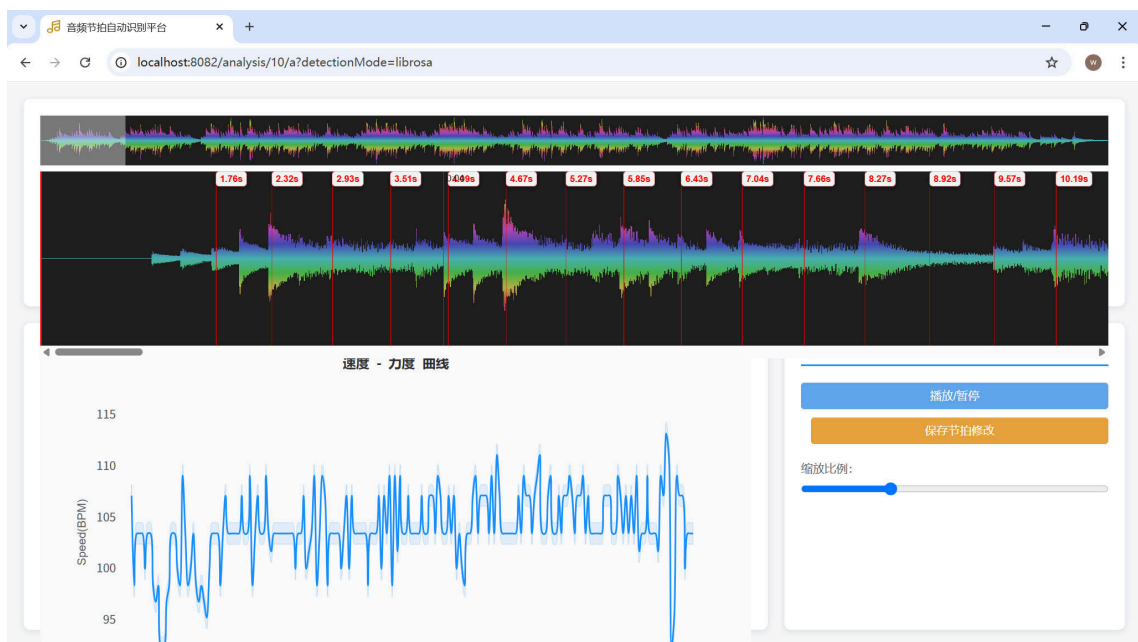 音频节拍自动识别平台
localhost:8082/analysis/10/a?detectionMode=librosa
W
1.76s 2.32s 2.93s 3.51s 4.09s 4.67s 5.27s 5.85s 6.43s 7.04s 7.66s 8.27s 8.92s 9.57s 10.19s
速度 - 力度 曲线
播放/暂停
115
保存节拍修改
110
缩放比例:
105
Speed(BPM)
100
95